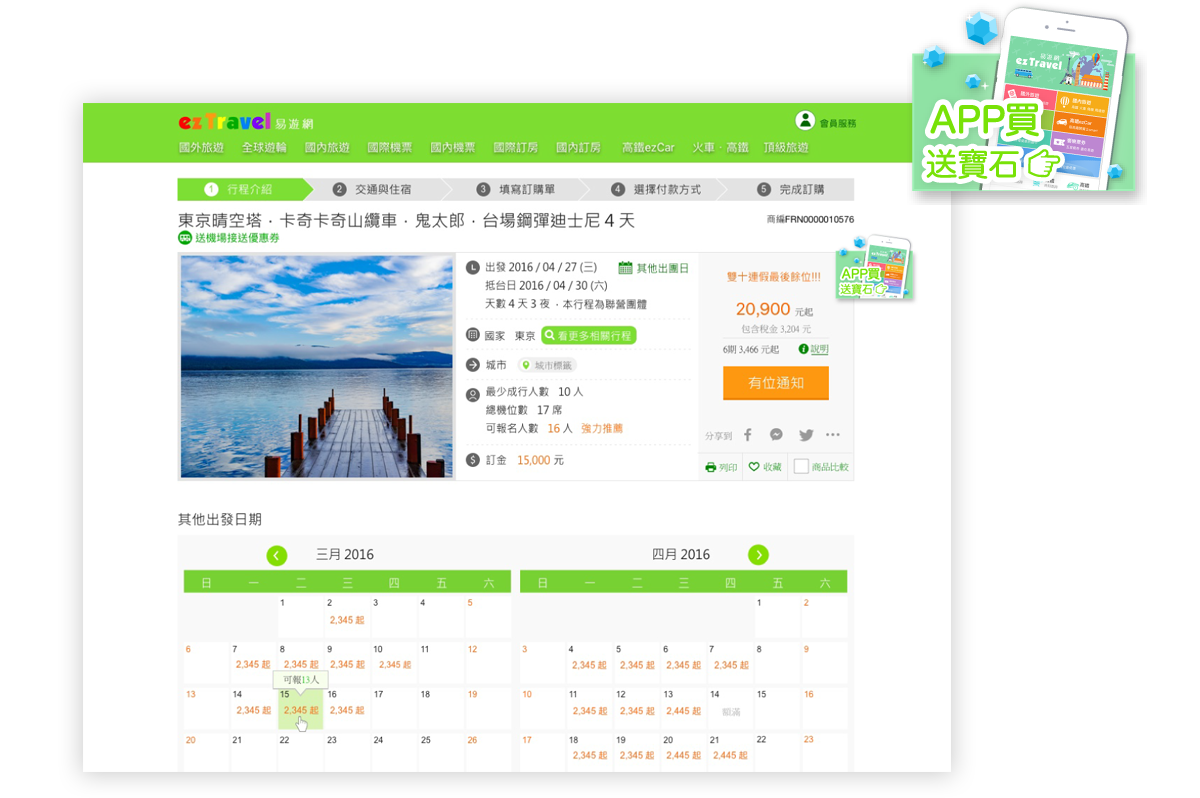 ezTravel 易遊網
會員服務
國外旅遊 全球遊輪 國內旅遊 國際機票 國內機票 國際訂房 國內訂房 高鐵ezCar 火車．高鐵 頂級旅遊
易遊網
ezTravel
APP買
送寶石
1 行程介紹 2 交通與住宿 3 填寫訂購單 4 選擇付款方式 5 完成訂購
東京晴空塔．卡奇卡奇山纜車．鬼太郎．台場鋼彈迪士尼 4 天
商編FRN0000010576
送機場接送優惠券
出發 2016 / 04 / 27 (三) 其他出團日
抵台日 2016 / 04 / 30 (六)
天數 4 天 3 夜 ．本行程為聯營團體
國家 東京 看更多相關行程
城市 城市標籤
最少成行人數 10 人
總機位數 17 席
可報名人數 16 人 強力推薦
訂金 15,000 元
雙十連假最後餘位!!!
20,900 元起
包含稅金 3,204 元
6期 3,466 元起 說明
有位通知
分享到
列印 收藏 商品比較
APP買
送寶石
其他出發日期
三月 2016
日 一 二 三 四 五 六
1 2 3 4 5
2,345 起
6 7 8 9 10 11 12
2,345 起 2,345 起 2,345 起 2,345 起
可報13人
13 14 15 16 17 18 19
2,345 起 2,345 起 2,345 起
20 21 22 23 24 25 26
四月 2016
日 一 二 三 四 五 六
1 2
3 4 5 6 7 8 9
2,345 起 2,345 起 2,345 起 2,345 起
10 11 12 13 14 15 16
2,345 起 2,345 起 2,445 起 額滿
17 18 19 20 21 22 23
2,345 起 2,345 起 2,445 起 2,445 起